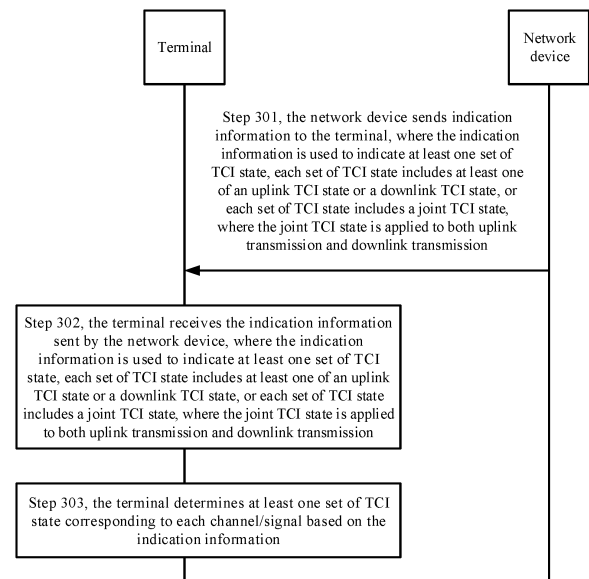 Terminal
Network
device
Step 301, the network device sends indication
information to the terminal, where the indication
information is used to indicate at least one set of
TCI state, each set of TCI state includes at least one
of an uplink TCI state or a downlink TCI state, or
each set of TCI state includes a joint TCI state,
where the joint TCI state is applied to both uplink
transmission and downlink transmission
Step 302, the terminal receives the indication information
sent by the network device, where the indication
information is used to indicate at least one set of TCI
state, each set of TCI state includes at least one of an uplink
TCI state or a downlink TCI state, or each set of TCI state
includes a joint TCI state, where the joint TCI state is applied
to both uplink transmission and downlink transmission
Step 303, the terminal determines at least one set of TCI
state corresponding to each channel/signal based on the
indication information